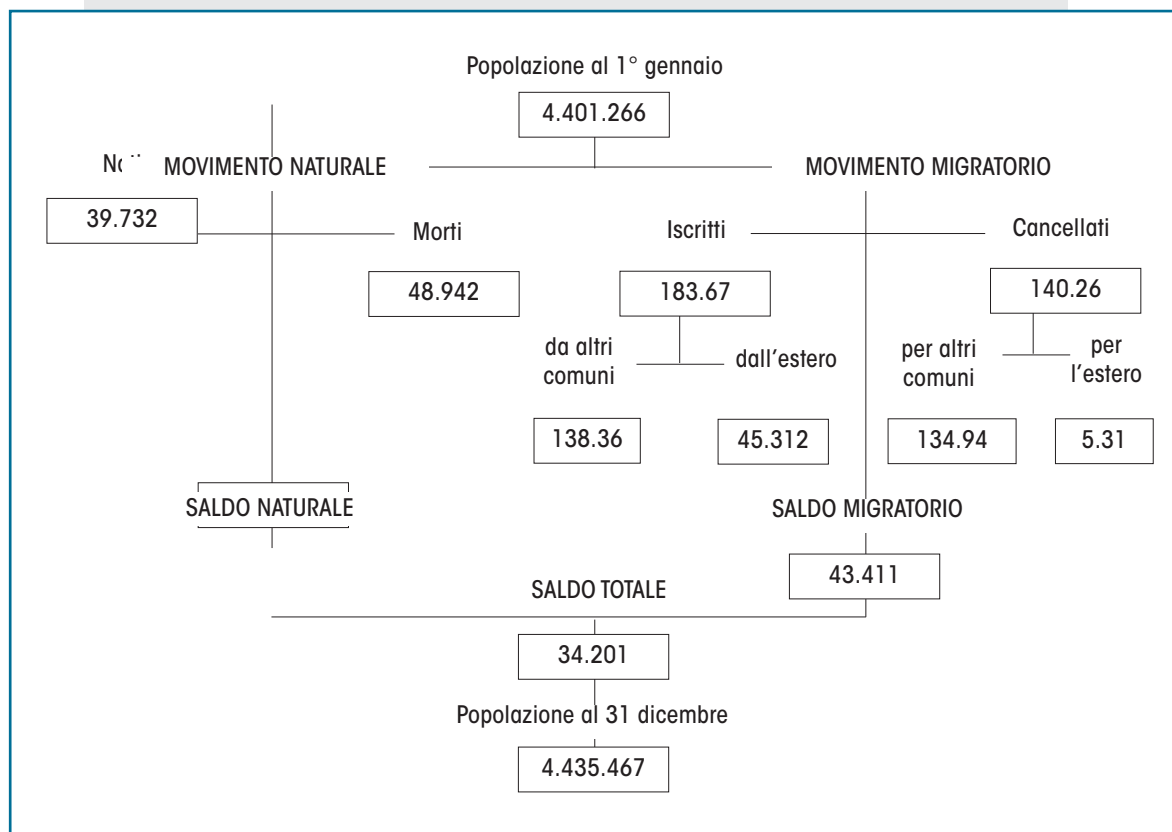 Popolazione al 1° gennaio
4.401.266
MOVIMENTO NATURALE
MOVIMENTO MIGRATORIO
39.732
Morti
Iscritti
Cancellati
48.942
183.67
140.26
da altri
comuni
dall'estero
per altri
comuni
per
l'estero
138.36
45.312
134.94
5.31
SALDO NATURALE
SALDO MIGRATORIO
43.411
SALDO TOTALE
34.201
Popolazione al 31 dicembre
4.435.467